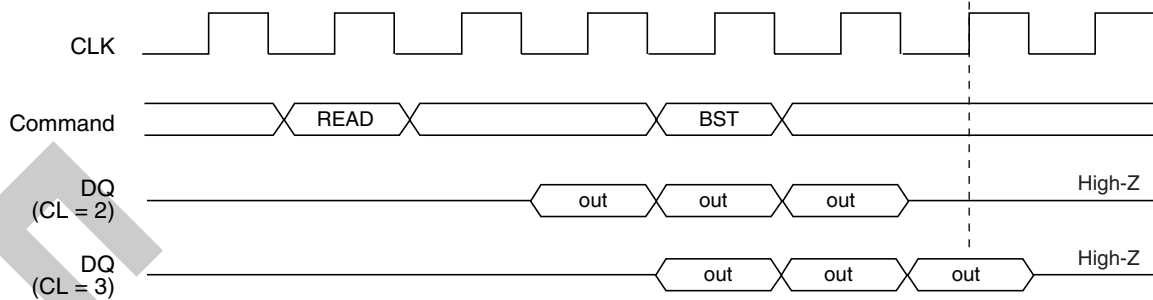 CLK
Command
READ
BST
DQ
(CL = 2)
out
out
out
High-Z
DQ
(CL = 3)
out
out
out
High-Z